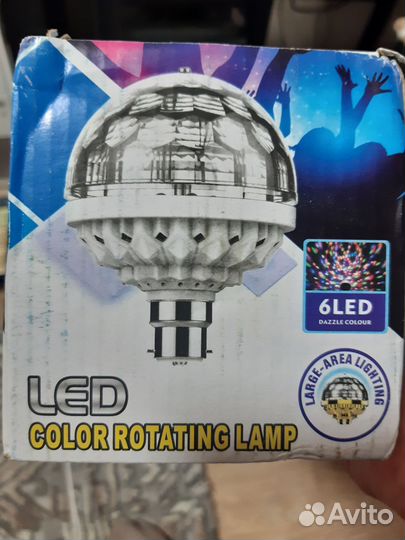 6LED
DAZZLE COLOUR
LARGE-AREA LIGHTING
LED
COLOR ROTATING LAMP
Avito